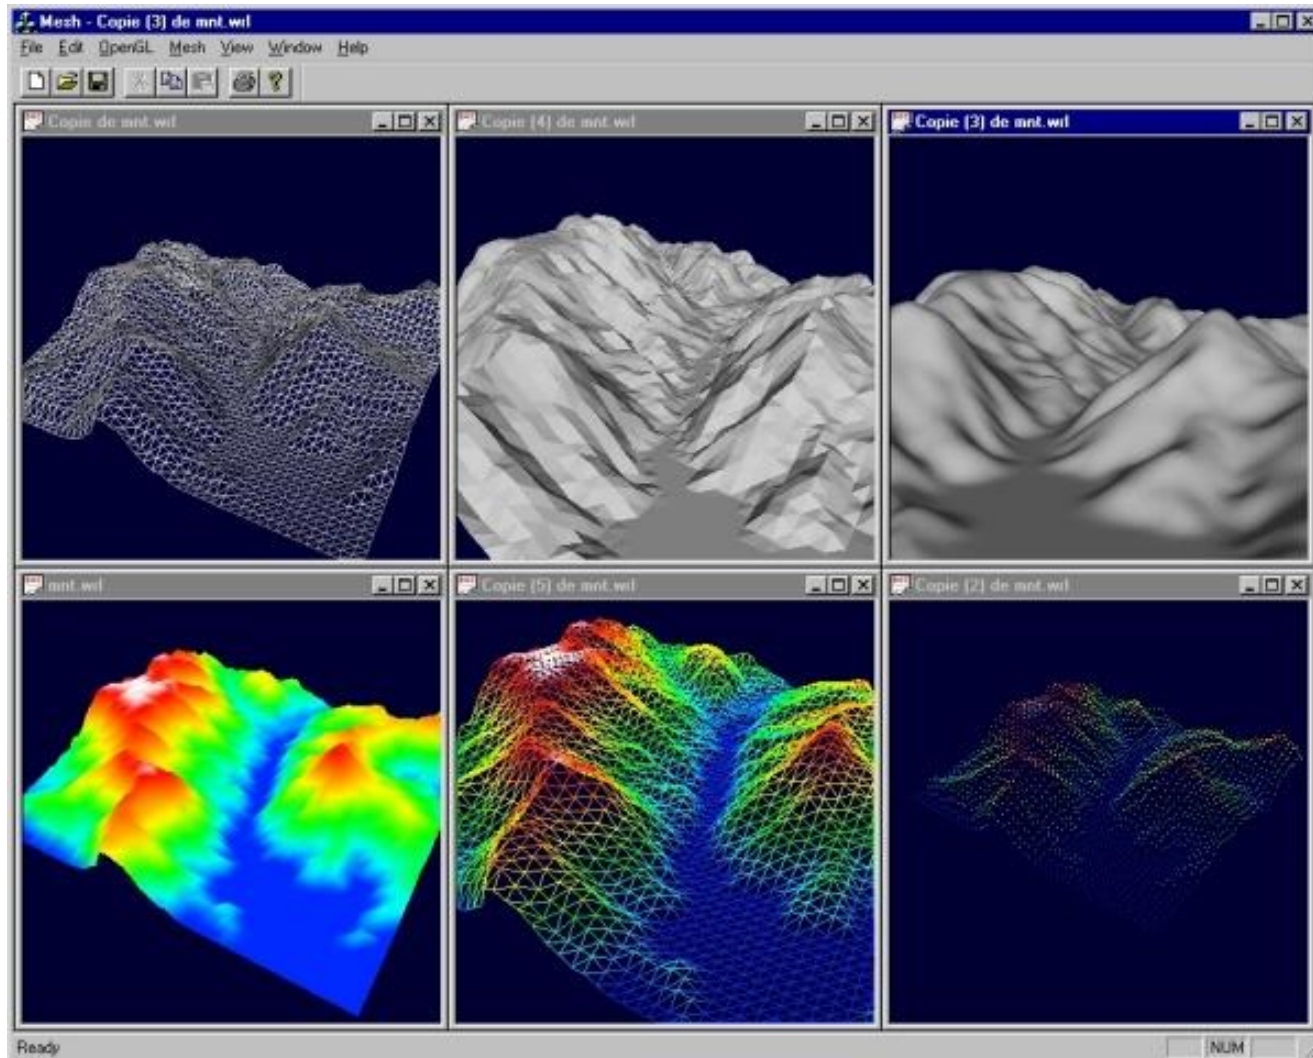 Mesh - Copie (3) de mnt.wrl
File Edit OpenGL Mesh View Window Help
Copie de mnt.wrl
Copie (4) de mnt.wrl
Copie (3) de mnt.wrl
mnt.wrl
Copie (5) de mnt.wrl
Copie (2) de mnt.wrl
Ready
NUM